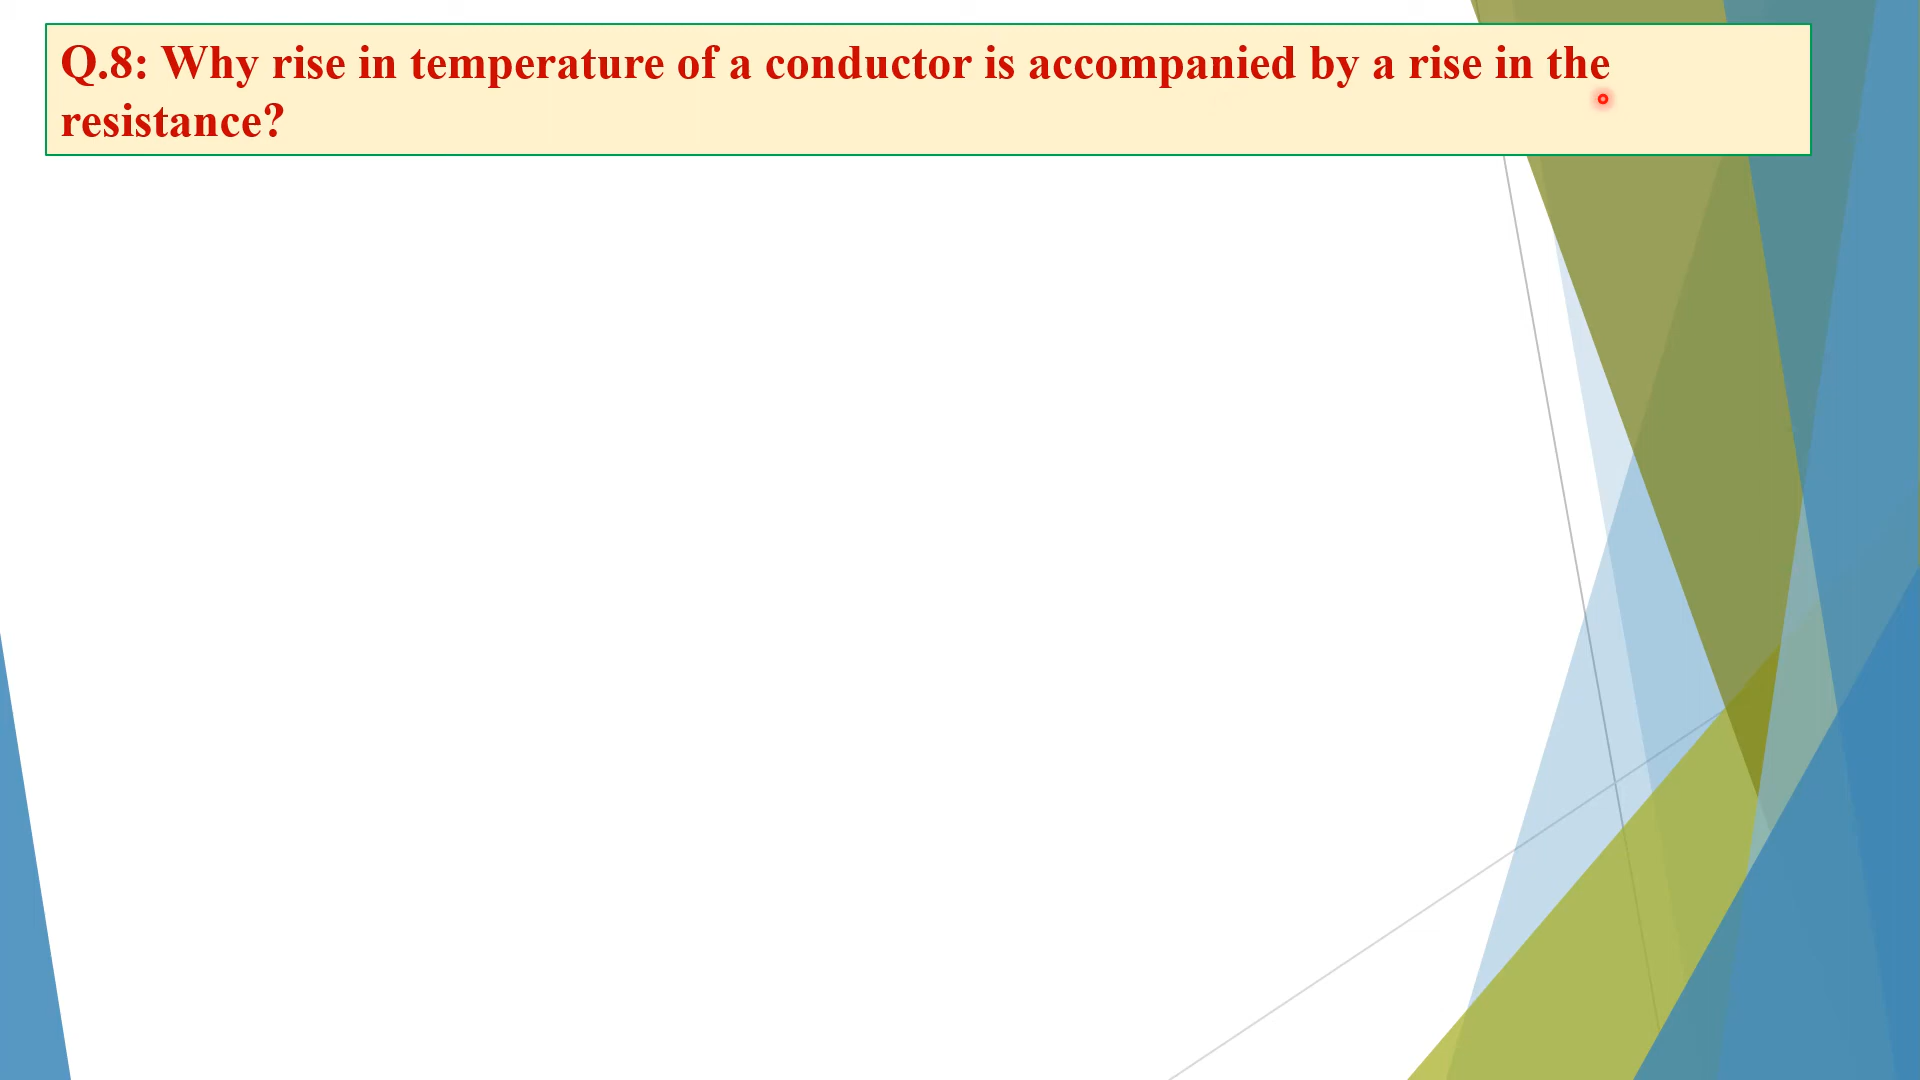 Q.8: Why rise in temperature of a conductor is accompanied by a rise in the
resistance?